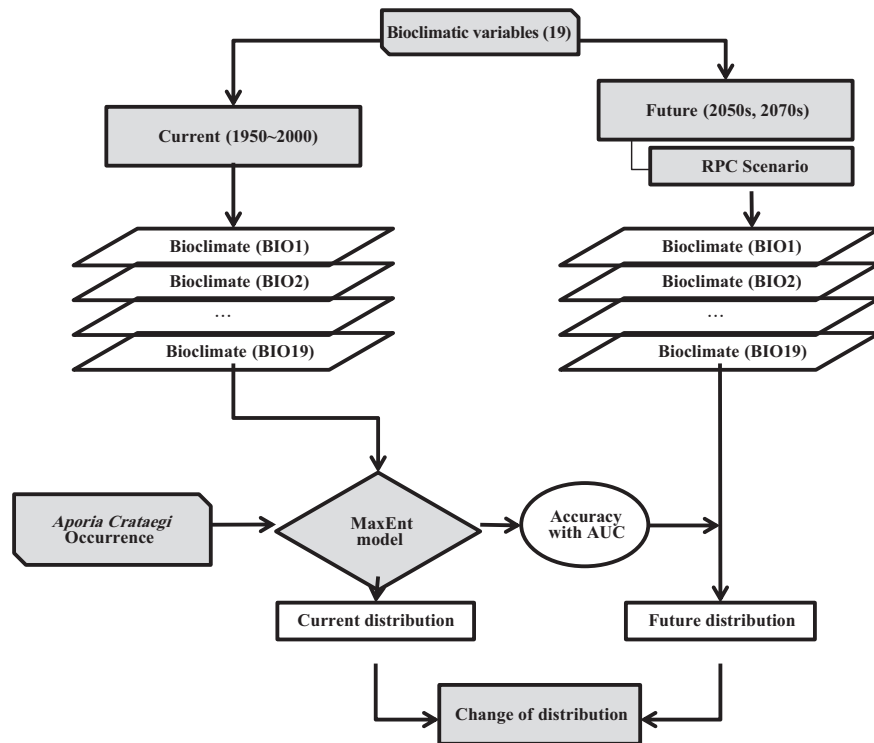 Bioclimatic variables (19)
Current (1950~2000)
Future (2050s, 2070s)
RPC Scenario
Bioclimate (BIO1)
Bioclimate (BIO2)
…
Bioclimate (BIO19)
Bioclimate (BIO1)
Bioclimate (BIO2)
…
Bioclimate (BIO19)
Aporia Crataegi
Occurrence
MaxEnt
model
Accuracy
with AUC
Current distribution
Future distribution
Change of distribution